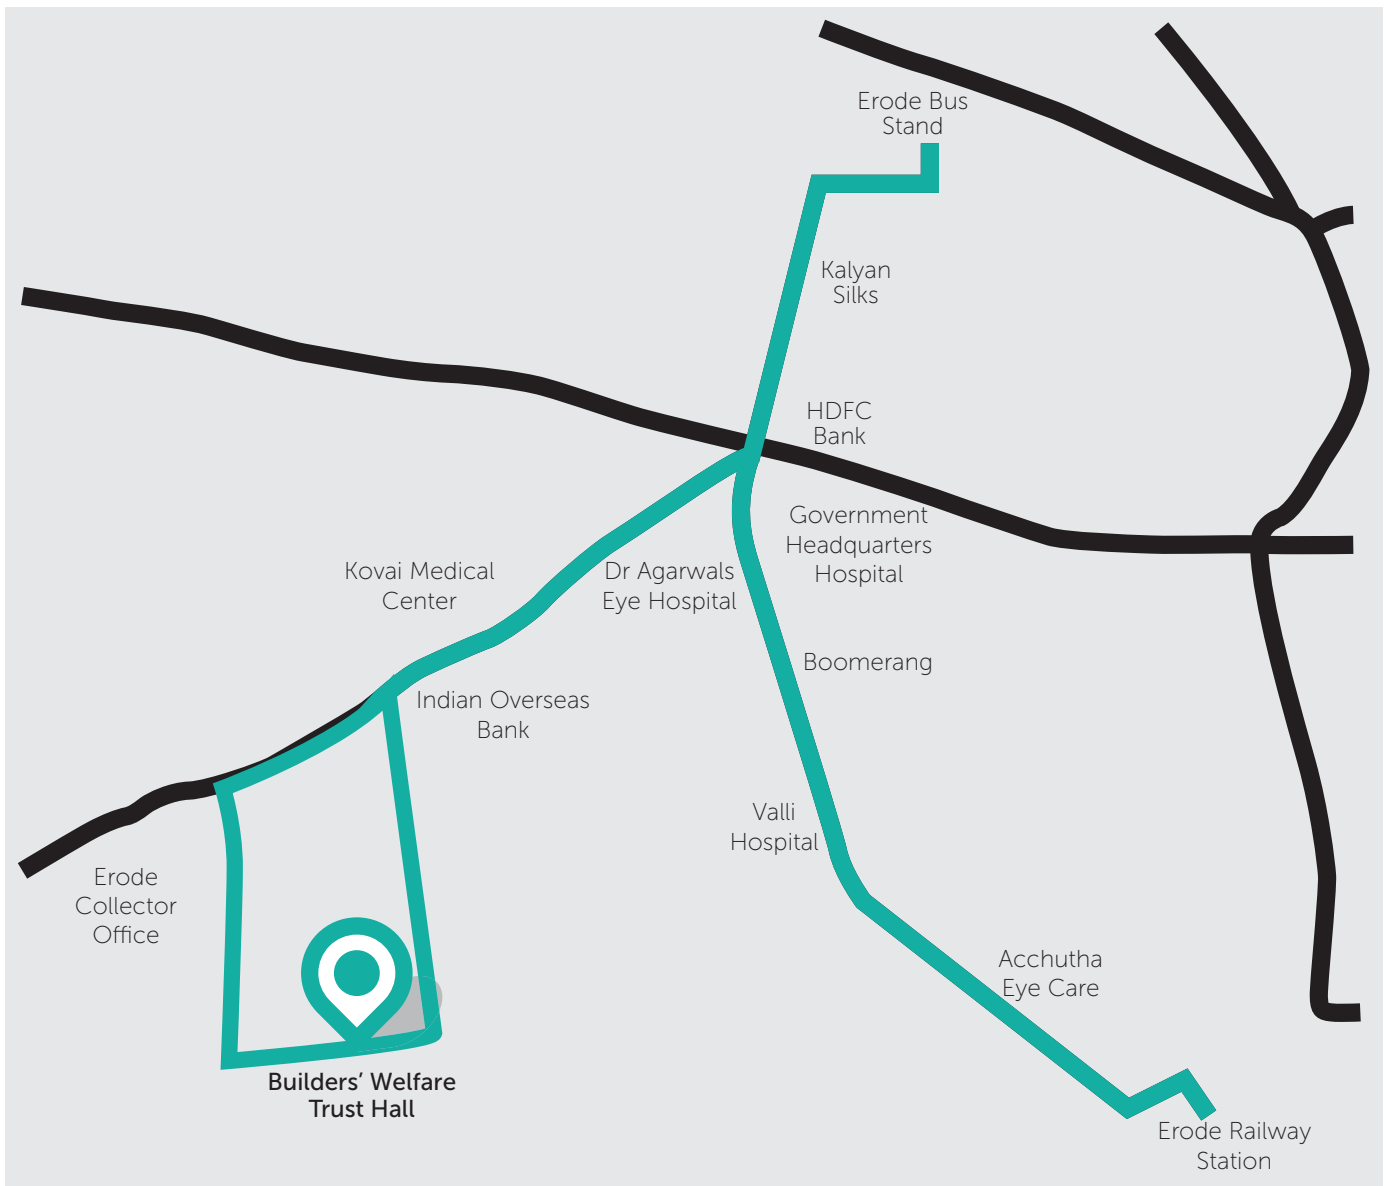 Erode Bus
Stand
Kalyan
Silks
HDFC
Bank
Government
Headquarters
Hospital
Kovai Medical
Center
Dr Agarwals
Eye Hospital
Boomerang
Indian Overseas
Bank
Valli
Hospital
Erode
Collector
Office
Acchutha
Eye Care
Builders’ Welfare
Trust Hall
Erode Railway
Station